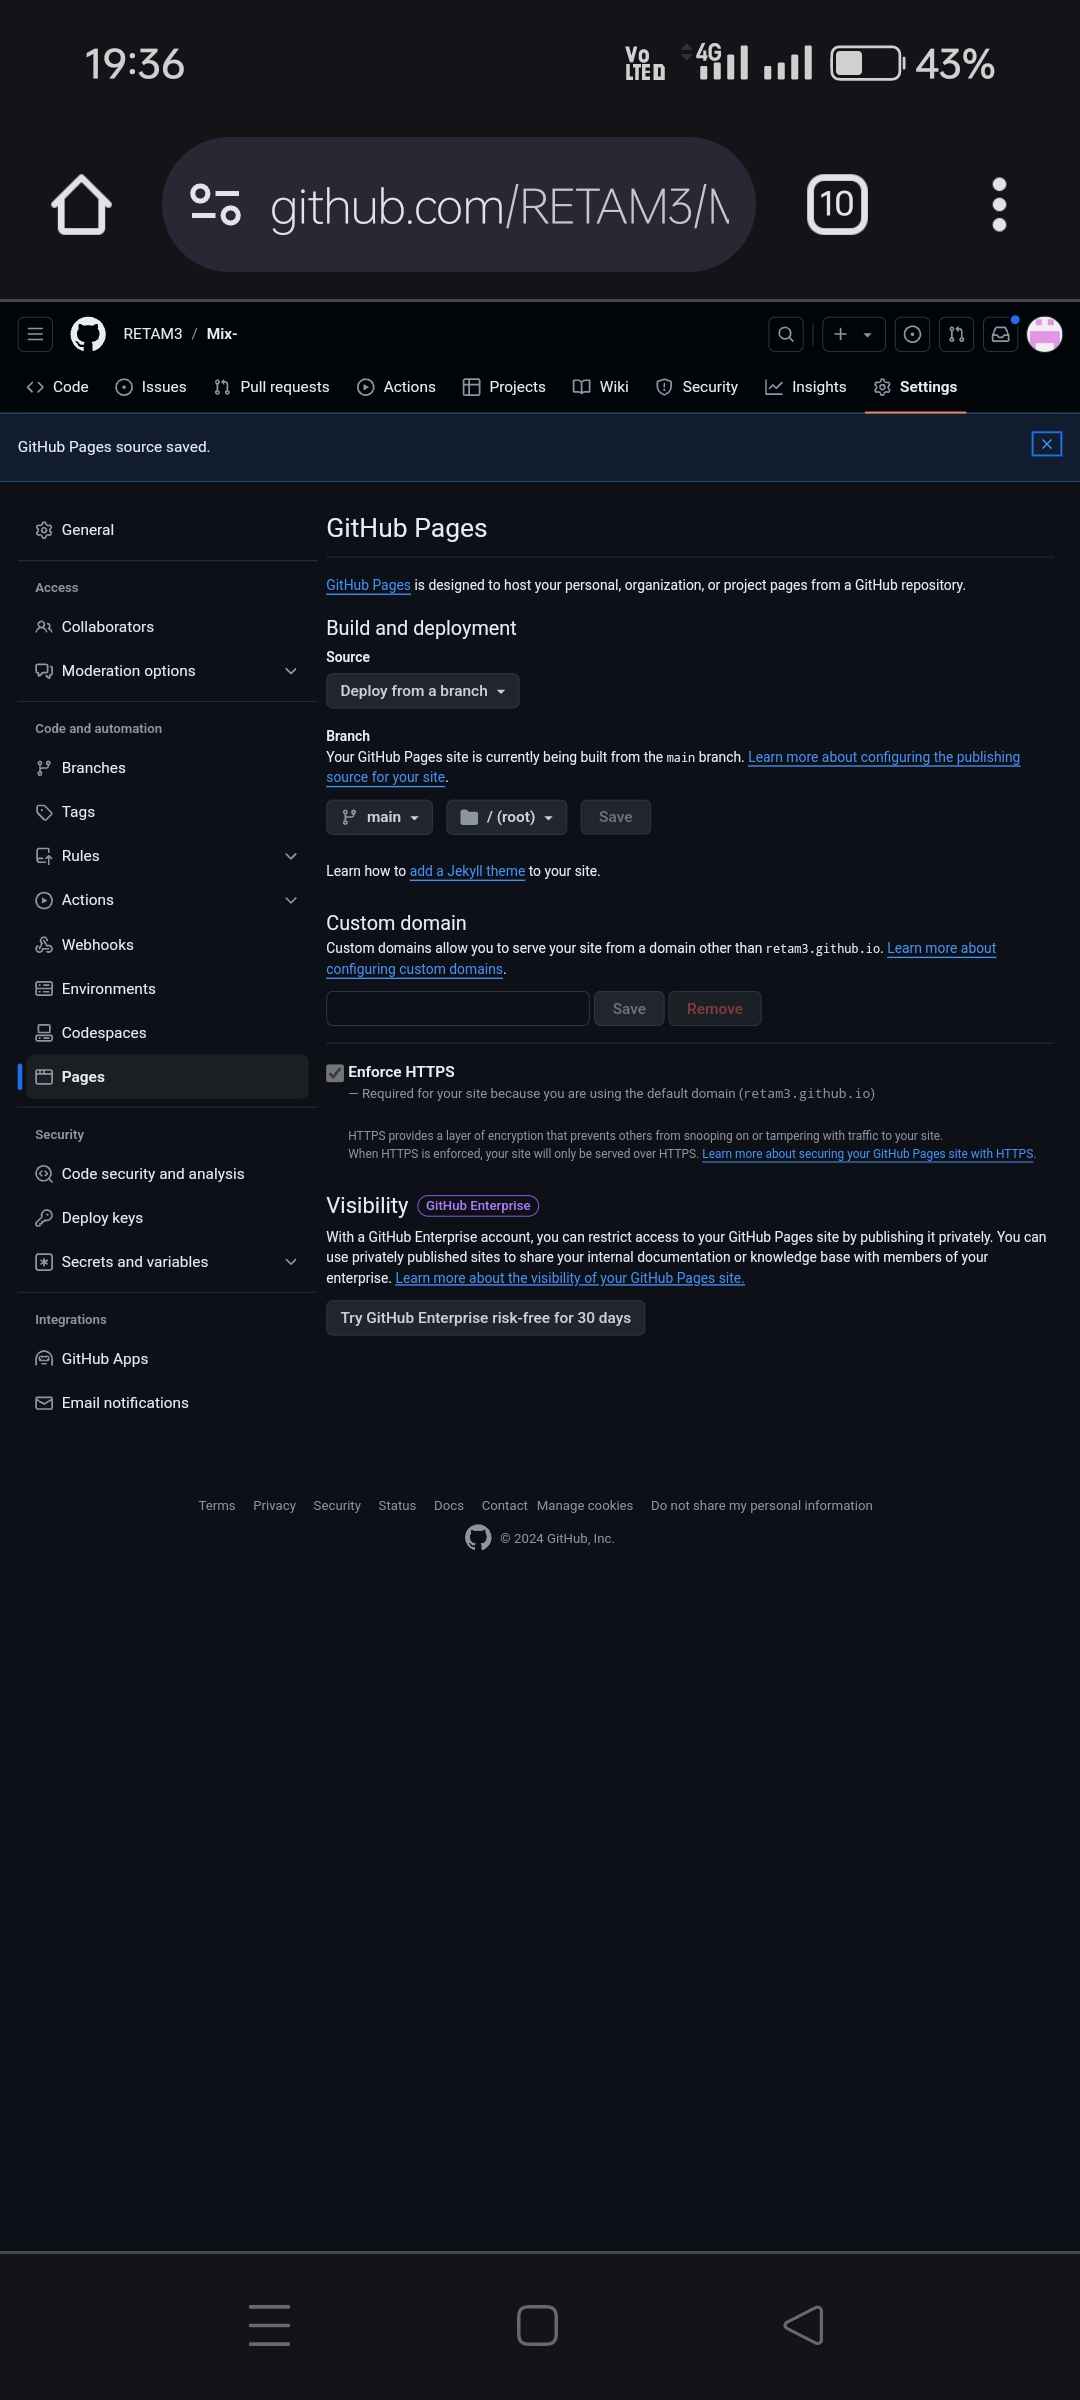 19:36
Vo LTED 4G 43%
github.com/RETAM3/M
10
RETAM3 / Mix-
Code Issues Pull requests Actions Projects Wiki Security Insights Settings
GitHub Pages source saved.
General
Access
Collaborators
Moderation options
Code and automation
Branches
Tags
Rules
Actions
Webhooks
Environments
Codespaces
Pages
Security
Code security and analysis
Deploy keys
Secrets and variables
Integrations
GitHub Apps
Email notifications
GitHub Pages
GitHub Pages is designed to host your personal, organization, or project pages from a GitHub repository.
Build and deployment
Source
Deploy from a branch
Branch
Your GitHub Pages site is currently being built from the main branch. Learn more about configuring the publishing
source for your site.
main / (root) Save
Learn how to add a Jekyll theme to your site.
Custom domain
Custom domains allow you to serve your site from a domain other than retam3.github.io. Learn more about
configuring custom domains.
Save Remove
Enforce HTTPS
— Required for your site because you are using the default domain (retam3.github.io)
HTTPS provides a layer of encryption that prevents others from snooping on or tampering with traffic to your site.
When HTTPS is enforced, your site will only be served over HTTPS. Learn more about securing your GitHub Pages site with HTTPS.
Visibility GitHub Enterprise
With a GitHub Enterprise account, you can restrict access to your GitHub Pages site by publishing it privately. You can
use privately published sites to share your internal documentation or knowledge base with members of your
enterprise. Learn more about the visibility of your GitHub Pages site.
Try GitHub Enterprise risk-free for 30 days
Terms Privacy Security Status Docs Contact Manage cookies Do not share my personal information
© 2024 GitHub, Inc.